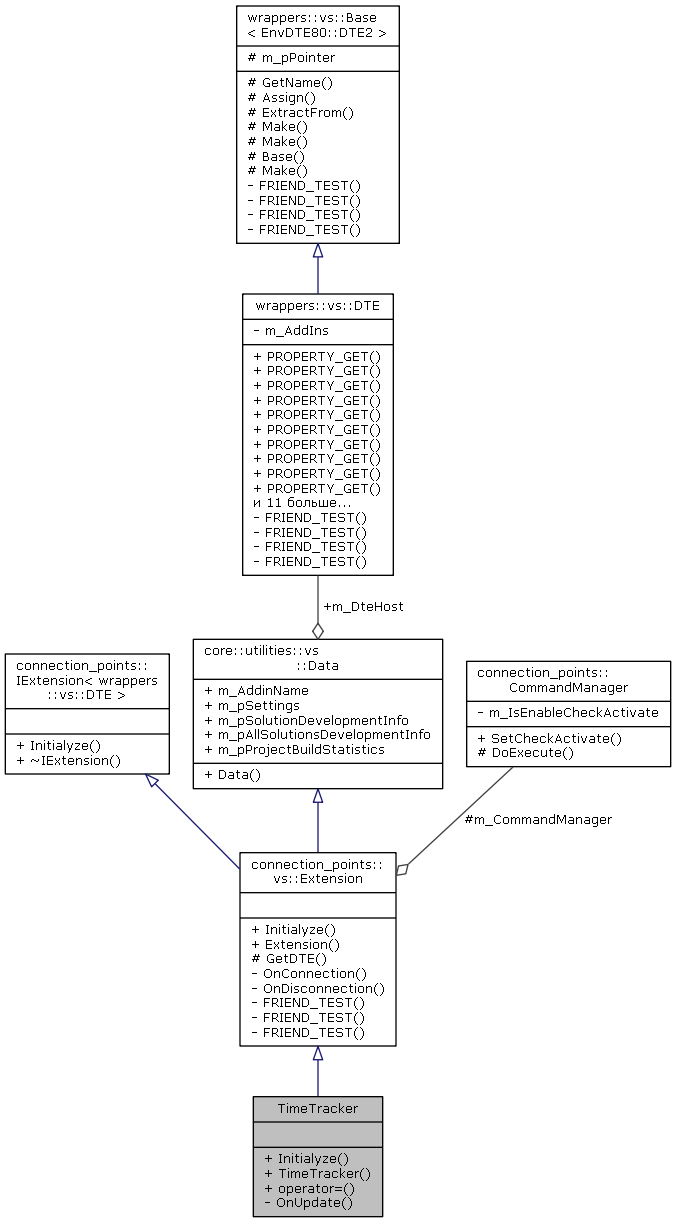 wrappers::vs::Base
< EnvDTE80::DTE2 >
# m_pPointer
# GetName()
# Assign()
# ExtractFrom()
# Make()
# Make()
# Base()
# Make()
- FRIEND_TEST()
- FRIEND_TEST()
- FRIEND_TEST()
- FRIEND_TEST()
wrappers::vs::DTE
- m_AddIns
+ PROPERTY_GET()
+ PROPERTY_GET()
+ PROPERTY_GET()
+ PROPERTY_GET()
+ PROPERTY_GET()
+ PROPERTY_GET()
+ PROPERTY_GET()
+ PROPERTY_GET()
+ PROPERTY_GET()
+ PROPERTY_GET()
и 11 больше...
- FRIEND_TEST()
- FRIEND_TEST()
- FRIEND_TEST()
- FRIEND_TEST()
+m_DteHost
connection_points::
IExtension< wrappers
::vs::DTE >
+ Initialyze()
+ ~IExtension()
core::utilities::vs
::Data
+ m_AddinName
+ m_pSettings
+ m_pSolutionDevelopmentInfo
+ m_pAllSolutionsDevelopmentInfo
+ m_pProjectBuildStatistics
+ Data()
connection_points::
CommandManager
- m_IsEnableCheckActivate
+ SetCheckActivate()
# DoExecute()
#m_CommandManager
connection_points::
vs::Extension
+ Initialyze()
+ Extension()
# GetDTE()
- OnConnection()
- OnDisconnection()
- FRIEND_TEST()
- FRIEND_TEST()
- FRIEND_TEST()
TimeTracker
+ Initialyze()
+ TimeTracker()
+ operator=()
- OnUpdate()